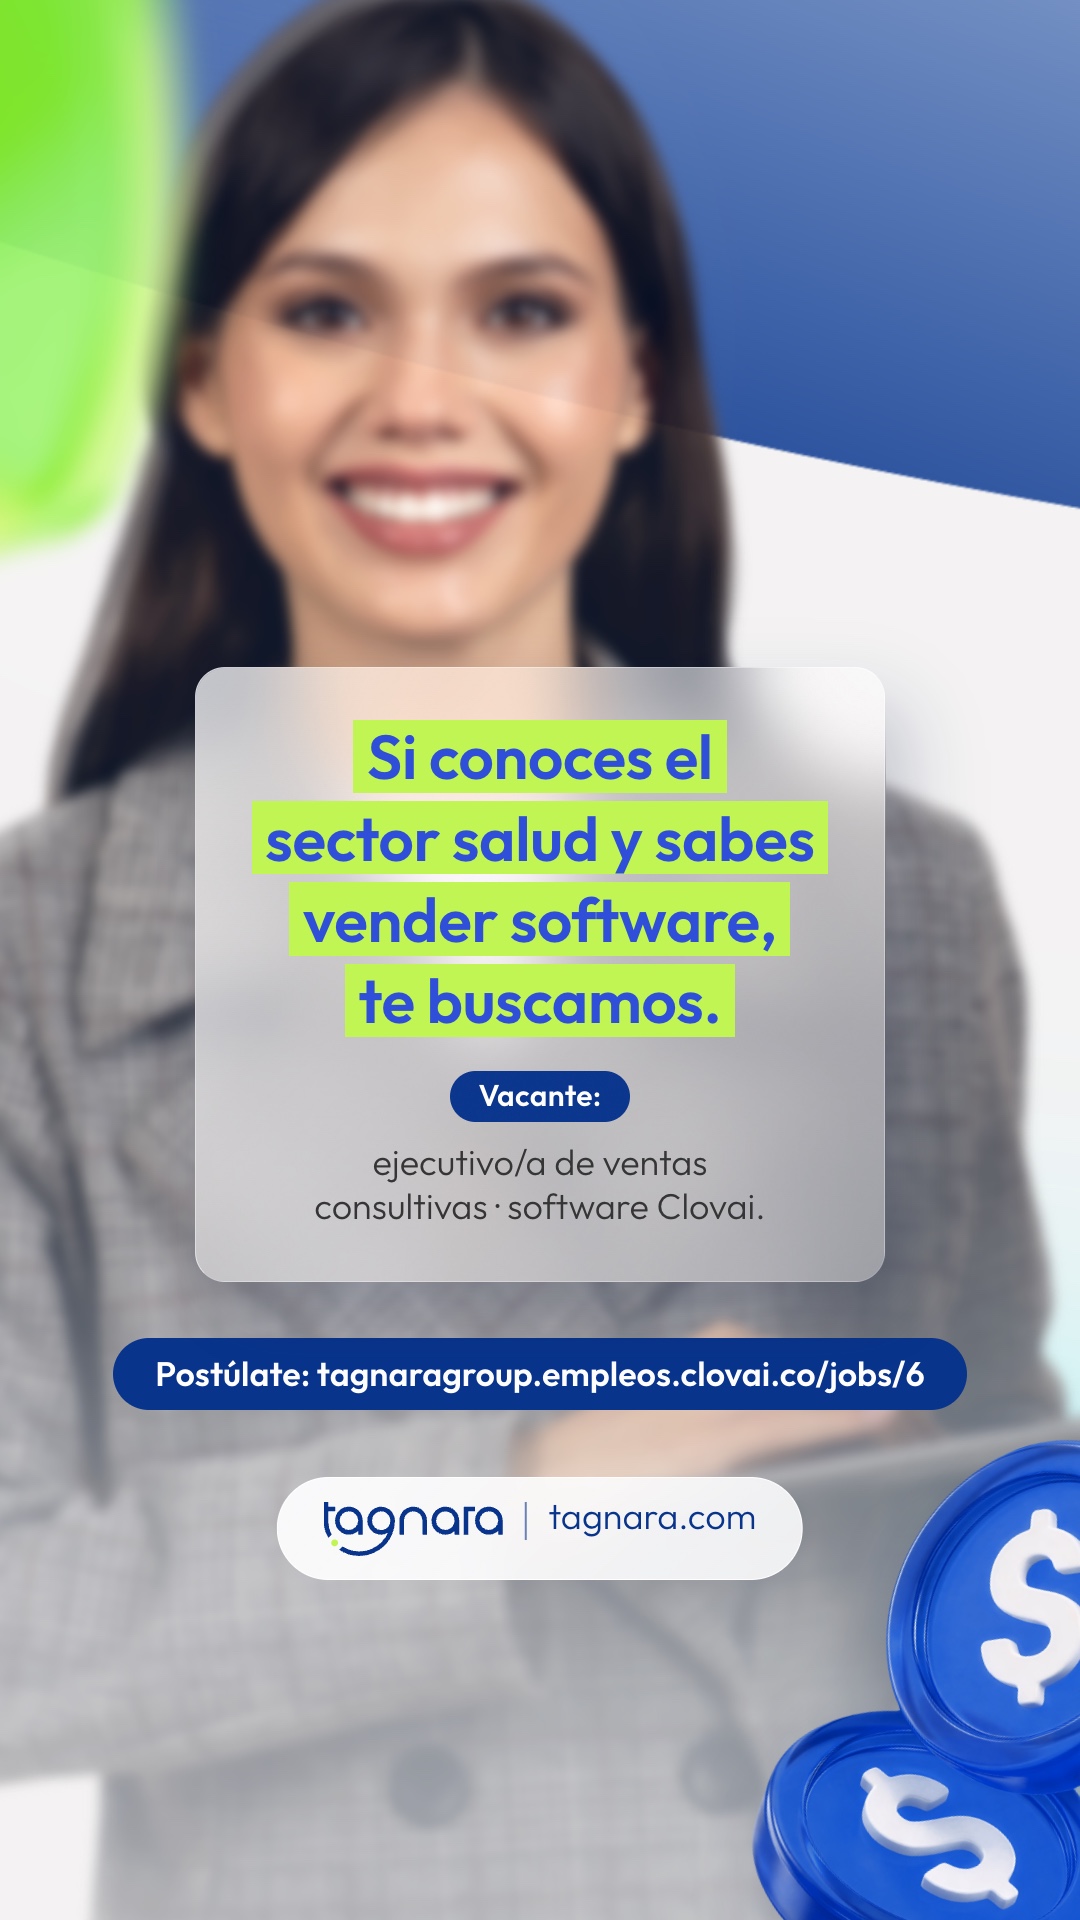 Si conoces el
sector salud y sabes
vender software,
te buscamos.
Vacante:
ejecutivo/a de ventas
consultivas · software Clovai.
Postúlate: tagnaragroup.empleos.clovai.co/jobs/6
tagnara | tagnara.com
$
$